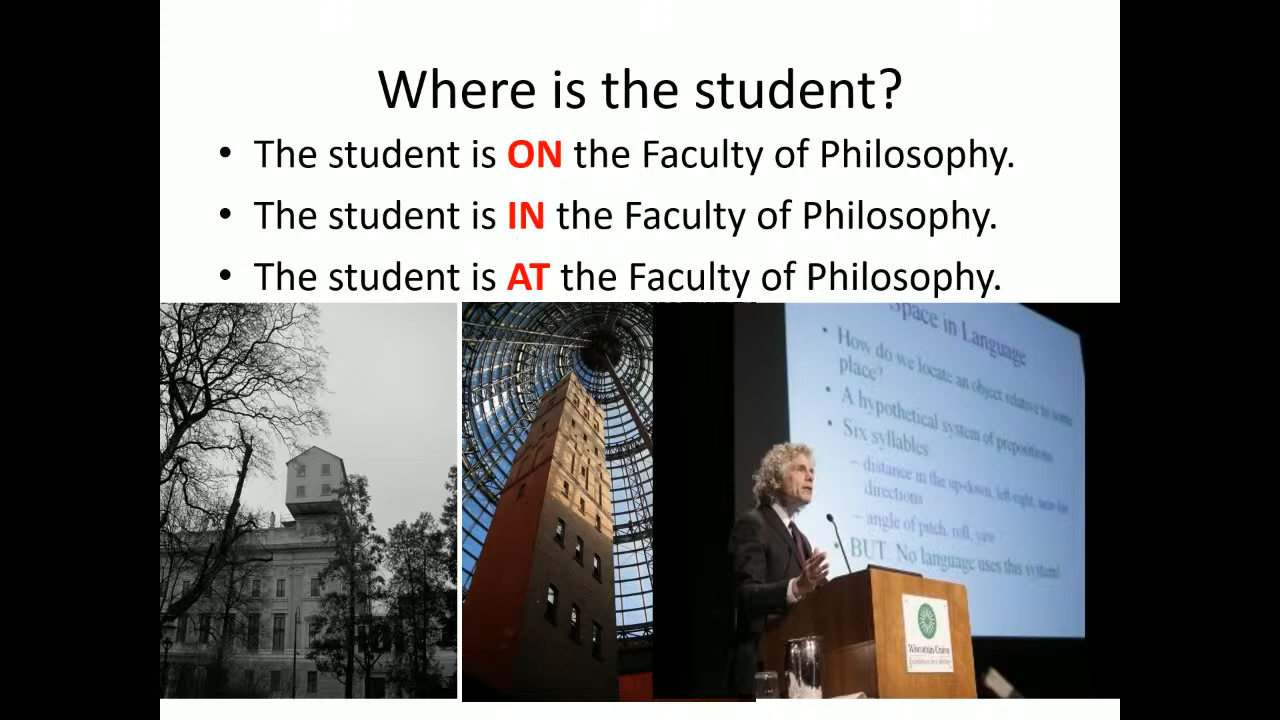 Where is the student?
• The student is ON the Faculty of Philosophy.
• The student is IN the Faculty of Philosophy.
• The student is AT the Faculty of Philosophy.
Space in Language
• How do we locate an object relative to some
place?
• A hypothetical system of prepositions
• Six syllables
– distance in the up-down, left-right, near-far
directions
– angle of pitch, roll, yaw
• BUT: No language uses this system!
Wisconsin Union